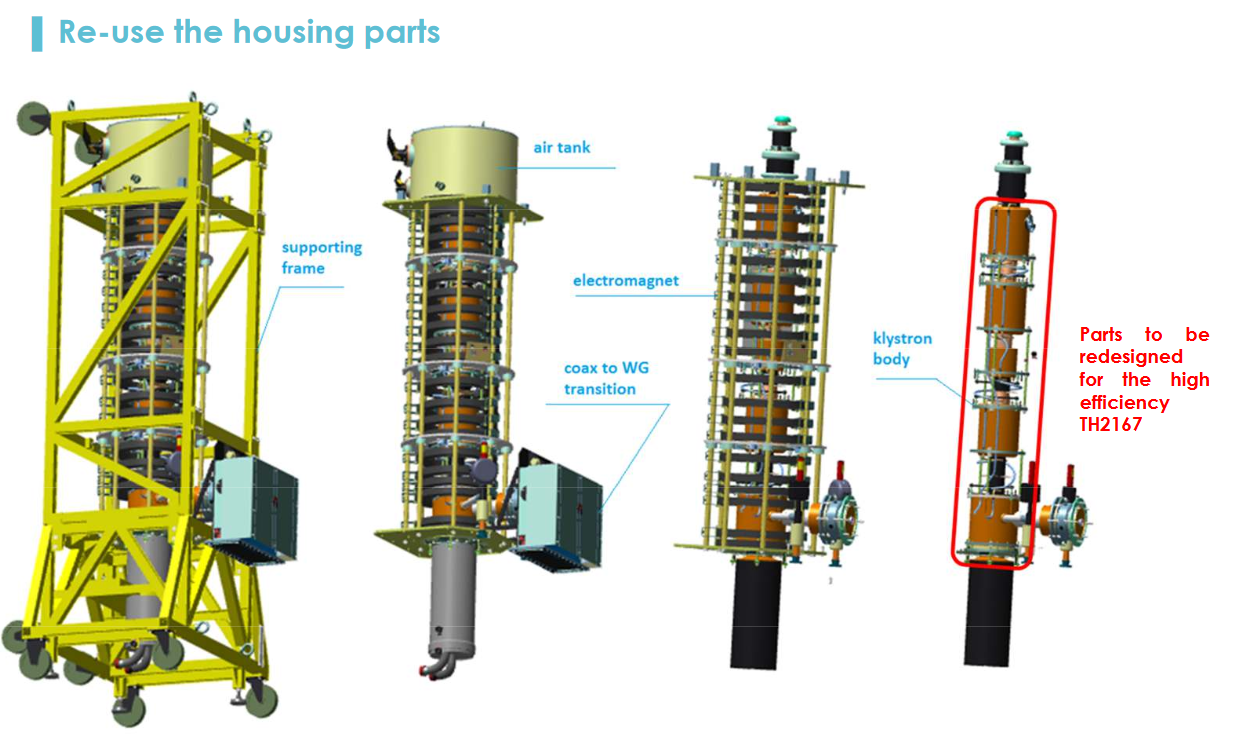 Re-use the housing parts
air tank
supporting
frame
electromagnet
coax to WG
transition
klystron
body
Parts to be
redesigned
for the high
efficiency
TH2167